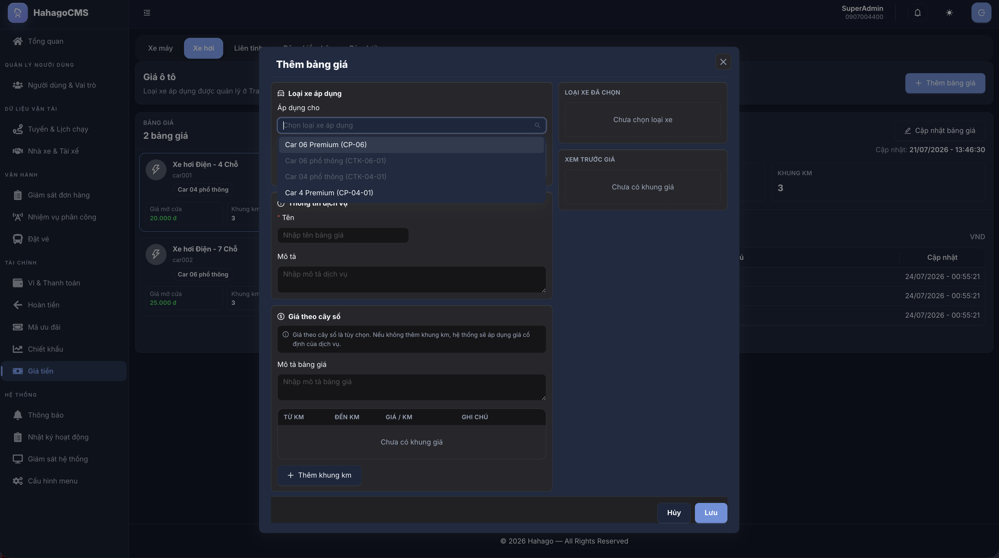 HahagoCMS
SuperAdmin
0907004400
Tổng quan
QUẢN LÝ NGƯỜI DÙNG
Người dùng & Vai trò
DỮ LIỆU VẬN TẢI
Tuyến & Lịch chạy
Nhà xe & Tài xế
VẬN HÀNH
Giám sát đơn hàng
Nhiệm vụ phân công
Đặt vé
TÀI CHÍNH
Ví & Thanh toán
Hoàn tiền
Mã ưu đãi
Chiết khấu
Giá tiền
HỆ THỐNG
Thông báo
Nhật ký hoạt động
Giám sát hệ thống
Cấu hình menu
Xe máy
Xe hơi
Liên tỉnh
Giá ô tô
Loại xe áp dụng được quản lý ở Tra
Thêm bảng giá
BẢNG GIÁ
2 bảng giá
Xe hơi Điện - 4 Chỗ
car001
Car 04 phổ thông
Giá mở cửa
20.000 đ
Khung km
3
Xe hơi Điện - 7 Chỗ
car002
Car 06 phổ thông
Giá mở cửa
25.000 đ
Khung km
3
Thêm bảng giá
Loại xe áp dụng
Áp dụng cho
Chọn loại xe áp dụng
Car 06 Premium (CP-06)
Car 06 phổ thông (CTK-06-01)
Car 04 phổ thông (CTK-04-01)
Car 4 Premium (CP-04-01)
Thông tin dịch vụ
* Tên
Nhập tên bảng giá
Mô tả
Nhập mô tả dịch vụ
Giá theo cây số
Giá theo cây số là tùy chọn. Nếu không thêm khung km, hệ thống sẽ áp dụng giá cố
định của dịch vụ.
Mô tả bảng giá
Nhập mô tả bảng giá
TỪ KM ĐẾN KM GIÁ / KM GHI CHÚ
Chưa có khung giá
Thêm khung km
LOẠI XE ĐÃ CHỌN
Chưa chọn loại xe
XEM TRƯỚC GIÁ
Chưa có khung giá
Hủy
Lưu
Cập nhật bảng giá
Cập nhật: 21/07/2026 - 13:46:30
KHUNG KM
3
VND
ú
Cập nhật
24/07/2026 - 00:55:21
24/07/2026 - 00:55:21
24/07/2026 - 00:55:21
© 2026 Hahago — All Rights Reserved